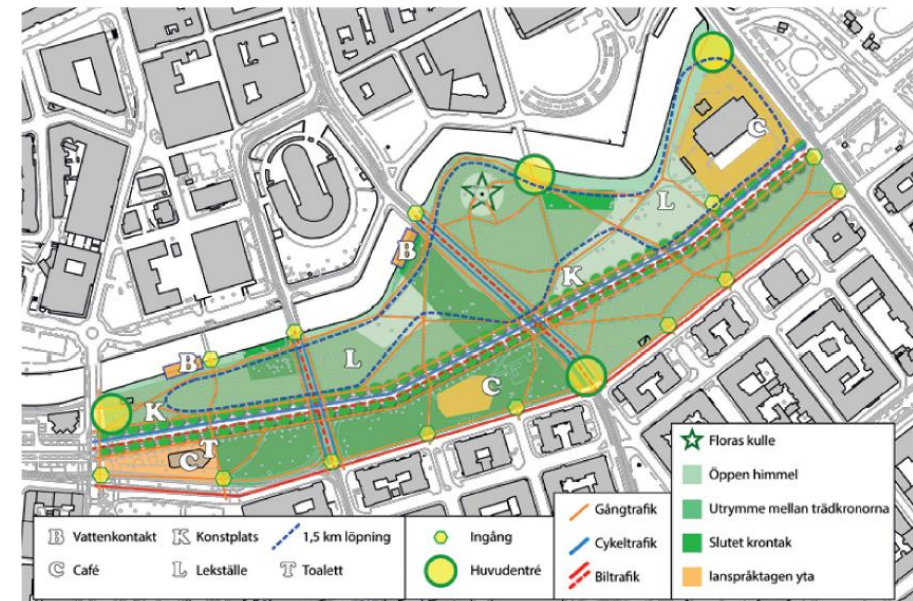 C
L
B
K
L
B
C
K
T
C
Floras kulle
Öppen himmel
Utrymme mellan trädkronorna
Slutet krontak
Ianspråktagen yta
Gångtrafik
Cykeltrafik
Biltrafik
Ingång
Huvudentré
B Vattenkontakt
K Konstplats
1,5 km löpning
C Café
L Lekställe
T Toalett